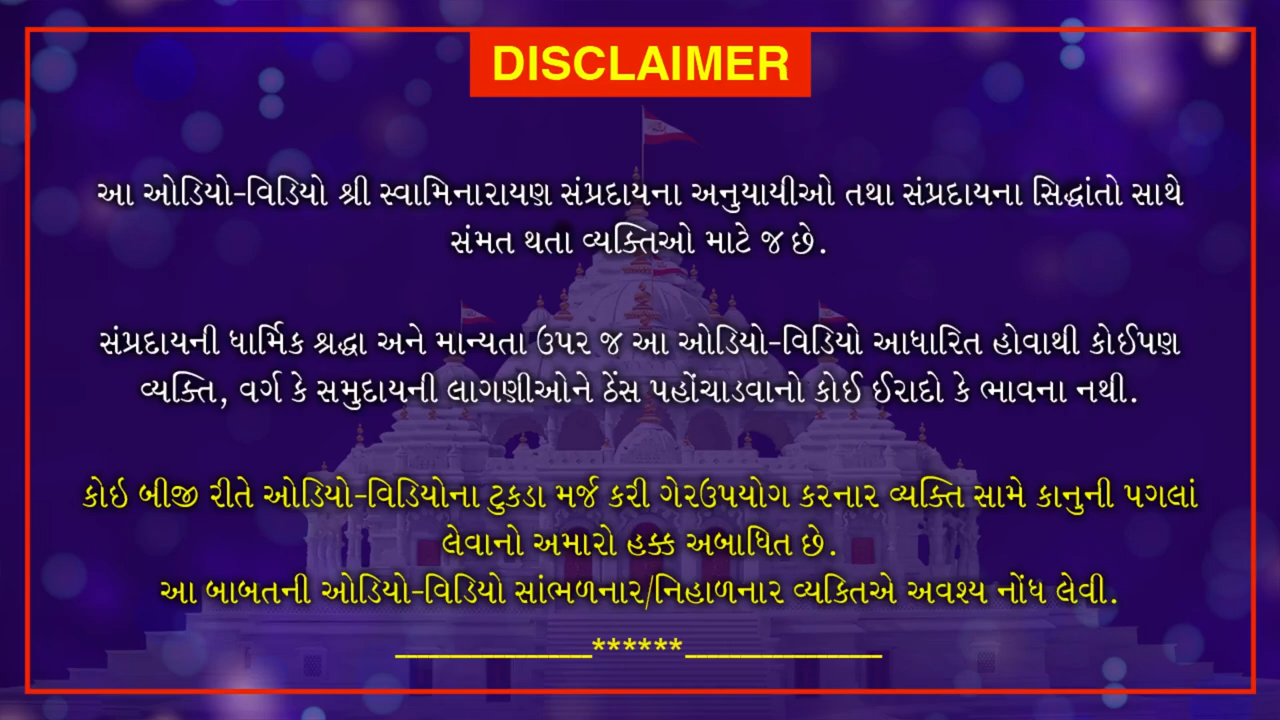 DISCLAIMER
આ ઓડિયો-વિડિયો શ્રી સ્વામિનારાયણ સંપ્રદાયના અનુયાયીઓ તથા સંપ્રદાયના સિદ્ધાંતો સાથે
સંમત થતા વ્યક્તિઓ માટે જ છે.
સંપ્રદાયની ધાર્મિક શ્રદ્ધા અને માન્યતા ઉપર જ આ ઓડિયો-વિડિયો આધારિત હોવાથી કોઈપણ
વ્યક્તિ, વર્ગ કે સમુદાયની લાગણીઓને ઠેંસ પહોંચાડવાનો કોઈ ઈરાદો કે ભાવના નથી.
કોઇ બીજી રીતે ઓડિયો-વિડિયોના ટુકડા મર્જ કરી ગેરઉપયોગ કરનાર વ્યક્તિ સામે કાનુની પગલાં
લેવાનો અમારો હક્ક અબાધિત છે.
આ બાબતની ઓડિયો-વિડિયો સાંભળનાર/નિહાળનાર વ્યકિતએ અવશ્ય નોંધ લેવી.
______________******______________